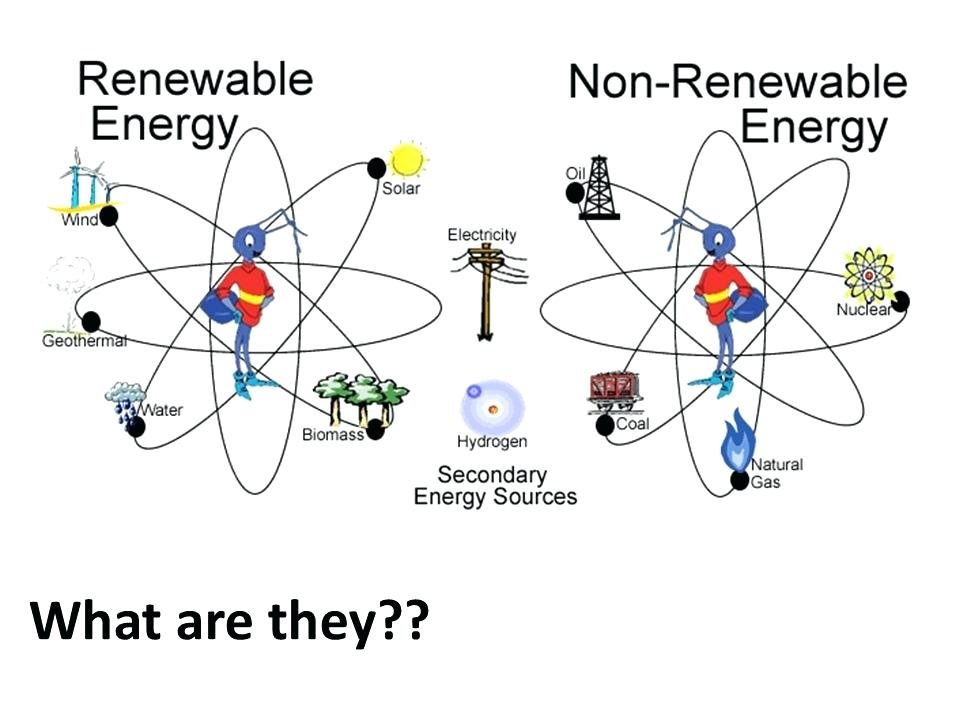 Renewable
Energy
Wind
Solar
Geothermal
Water
Biomass
Electricity
Hydrogen
Secondary
Energy Sources
Non-Renewable
Energy
Oil
Nuclear
Coal
Natural
Gas
What are they??